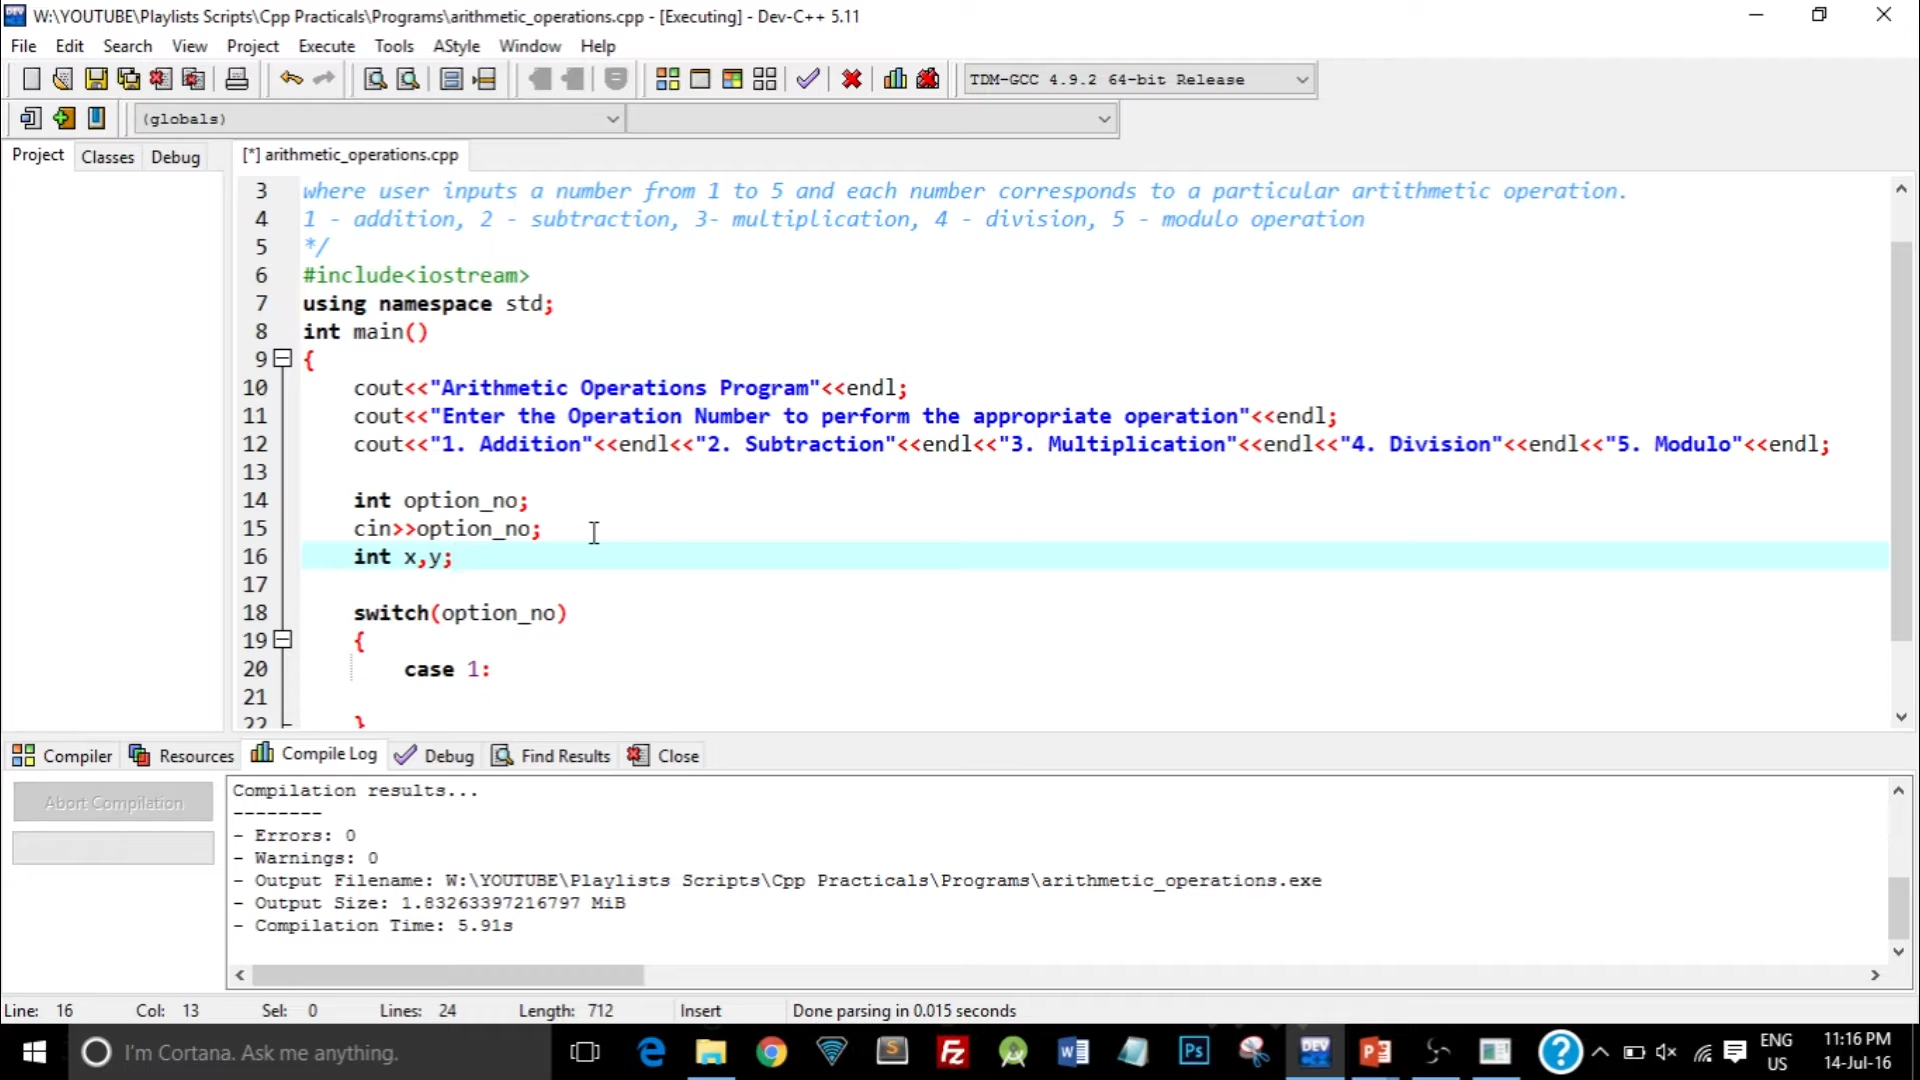 W:\YOUTUBE\Playlists Scripts\Cpp Practicals\Programs\arithmetic_operations.cpp - [Executing] - Dev-C++ 5.11
File Edit Search View Project Execute Tools AStyle Window Help
TDM-GCC 4.9.2 64-bit Release
(globals)
Project Classes Debug [*] arithmetic_operations.cpp
3 where user inputs a number from 1 to 5 and each number corresponds to a particular artithmetic operation.
4 1 - addition, 2 - subtraction, 3- multiplication, 4 - division, 5 - modulo operation
5 */
6 #include<iostream>
7 using namespace std;
8 int main()
9 {
10 cout<<"Arithmetic Operations Program"<<endl;
11 cout<<"Enter the Operation Number to perform the appropriate operation"<<endl;
12 cout<<"1. Addition"<<endl<<"2. Subtraction"<<endl<<"3. Multiplication"<<endl<<"4. Division"<<endl<<"5. Modulo"<<endl;
13
14 int option_no;
15 cin>>option_no;
16 int x,y;
17
18 switch(option_no)
19 {
20 case 1:
21
22 }
Compiler Resources Compile Log Debug Find Results Close
Abort Compilation
Compilation results...
--------
- Errors: 0
- Warnings: 0
- Output Filename: W:\YOUTUBE\Playlists Scripts\Cpp Practicals\Programs\arithmetic_operations.exe
- Output Size: 1.83263397216797 MiB
- Compilation Time: 5.91s
Line: 16 Col: 13 Sel: 0 Lines: 24 Length: 712 Insert Done parsing in 0.015 seconds
I'm Cortana. Ask me anything.
ENG
US
11:16 PM
14-Jul-16